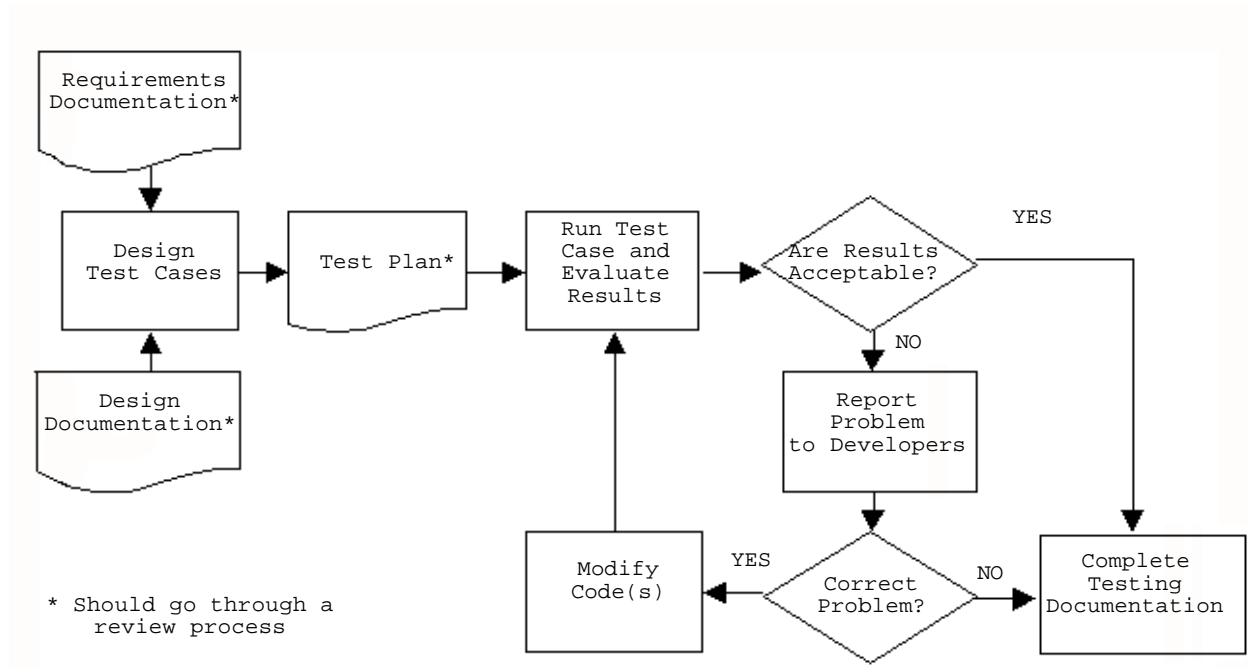 Requirements
Documentation*
Design
Test Cases
Test Plan*
Run Test
Case and
Evaluate
Results
Are Results
Acceptable?
YES
NO
Design
Documentation*
Report
Problem
to Developers
Modify
Code(s)
YES
Correct
Problem?
NO
Complete
Testing
Documentation
* Should go through a
review process